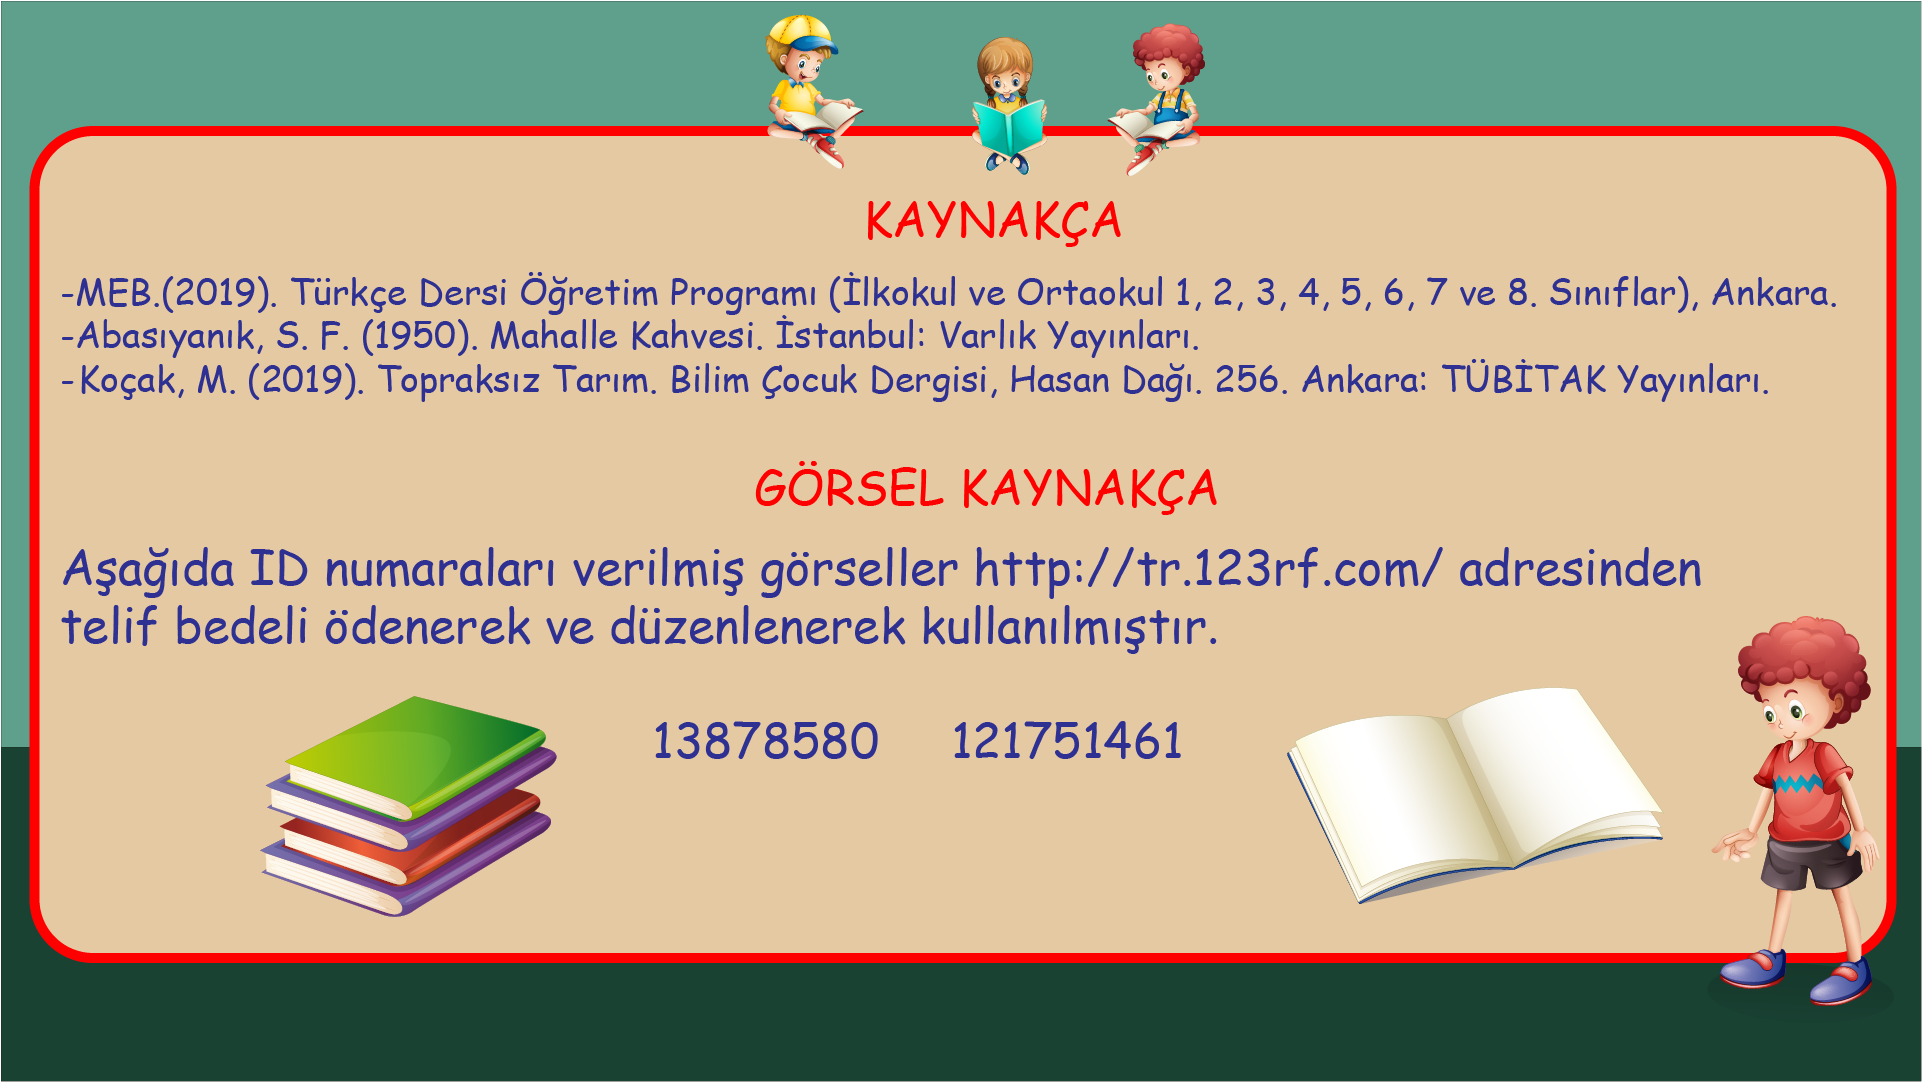 KAYNAKÇA
-MEB.(2019). Türkçe Dersi Öğretim Programı (İlkokul ve Ortaokul 1, 2, 3, 4, 5, 6, 7 ve 8. Sınıflar), Ankara.
-Abasıyanık, S. F. (1950). Mahalle Kahvesi. İstanbul: Varlık Yayınları.
-Koçak, M. (2019). Topraksız Tarım. Bilim Çocuk Dergisi, Hasan Dağı. 256. Ankara: TÜBİTAK Yayınları.
GÖRSEL KAYNAKÇA
Aşağıda ID numaraları verilmiş görseller http://tr.123rf.com/ adresinden
telif bedeli ödenerek ve düzenlenerek kullanılmıştır.
13878580 121751461